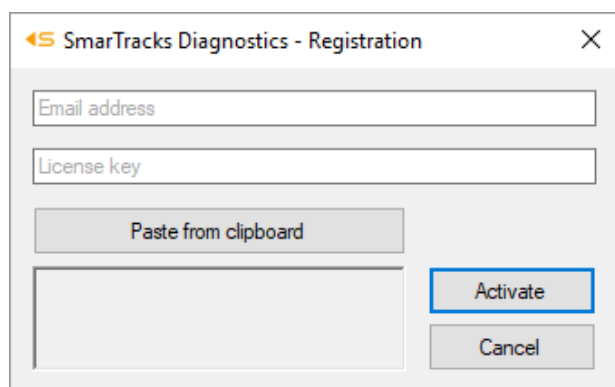 SmarTracks Diagnostics - Registration
Email address
License key
Paste from clipboard
Activate
Cancel